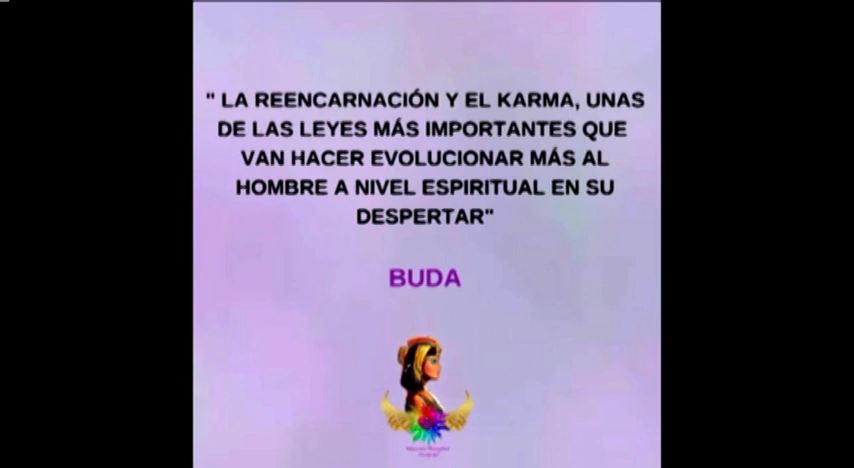 " LA REENCARNACIÓN Y EL KARMA, UNAS
DE LAS LEYES MÁS IMPORTANTES QUE
VAN HACER EVOLUCIONAR MÁS AL
HOMBRE A NIVEL ESPIRITUAL EN SU
DESPERTAR"
BUDA